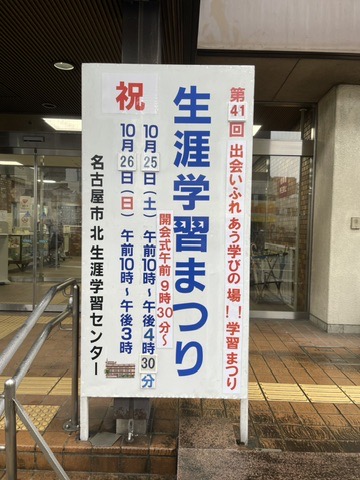 祝
第41回 出会いふれあう学びの場!! 学習まつり
生涯学習まつり
開会式午前9時30分～
10月25日(土) 午前10時～午後4時30分
10月26日(日) 午前10時～午後3時
名古屋市北生涯学習センター